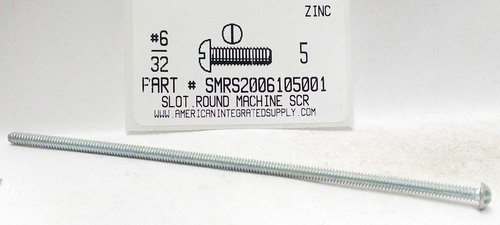 ZINC
#6
32
5
PART # SMRS2006105001
SLOT.ROUND MACHINE SCR
WWW.AMERICANINTEGRATEDSUPPLY.COM